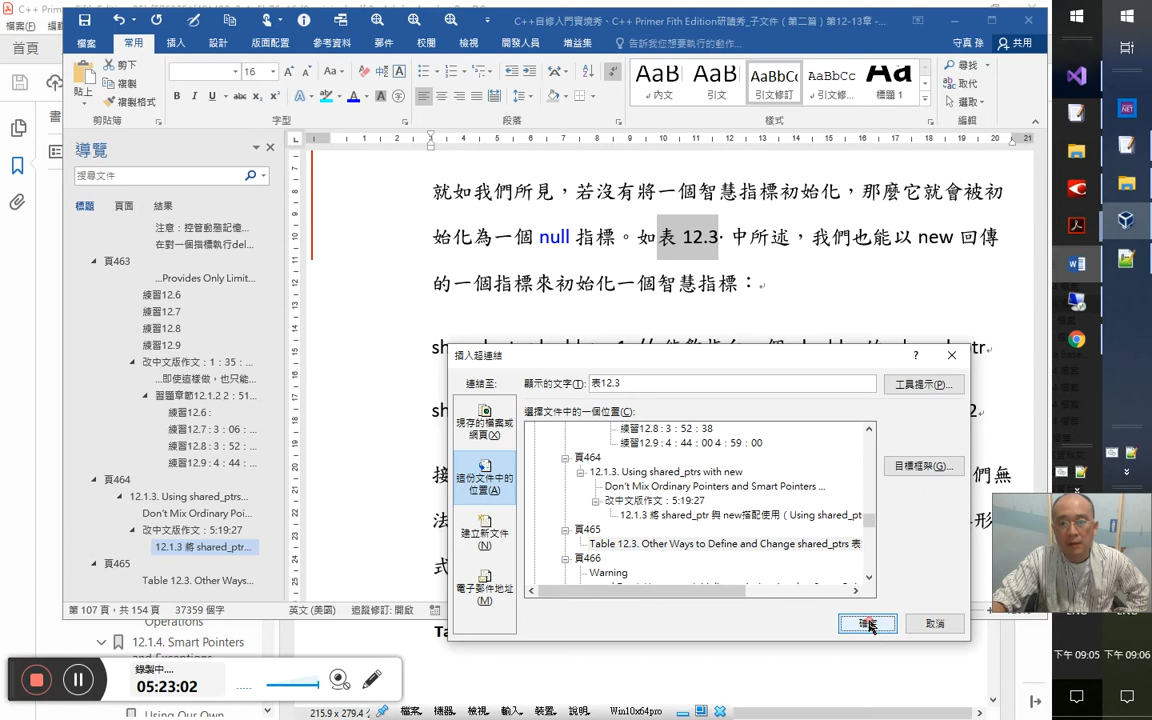 C++自修入門實燒秀、C++ Primer Fith Edition研讀秀_子文件（第二篇）第12-13章 -...
檔案 常用 插入 設計 版面配置 參考資料 郵件 校閱 檢視 開發人員 增益集 告訴我您想要執行的動作... 守真 孫 共用
首頁
貼上 剪下 複製 複製格式
16
AaBb AaBb AaBbCc AaBbCc Aa
內文 引文 引文修訂 引文修... 標題 1
尋找 取代 選取
剪貼簿 字型 段落 樣式 編輯
導覽
搜尋文件
標題 頁面 結果
注意：控管動態記憶...
在對一個指標執行del...
頁463
...Provides Only Limit...
練習12.6
練習12.7
練習12.8
練習12.9
改中文版作文：1：35：...
...即使這樣做，也只能...
習題章節12.1.2 2：51...
練習12.6：
練習12.7：3：06：...
練習12.8：3：52：...
練習12.9：4：44：...
頁464
12.1.3. Using shared_ptrs...
Don't Mix Ordinary Poi...
改中文版作文：5:19:27
12.1.3 將 shared_ptr...
頁465
Table 12.3. Other Ways...
就如我們所見，若沒有將一個智慧指標初始化，那麼它就會被初
始化為一個 null 指標。如表 12.3 中所述，我們也能以 new 回傳
的一個指標來初始化一個智慧指標：
插入超連結
連結至: 顯示的文字(T): 表12.3 工具提示(P)...
選擇文件中的一個位置(C):
現存的檔案或網頁(X)
這份文件中的位置(A)
建立新文件(N)
電子郵件地址(M)
練習12.8：3：52：38
練習12.9：4：44：00 4：59：00
頁464
12.1.3. Using shared_ptrs with new
Don't Mix Ordinary Pointers and Smart Pointers ...
改中文版作文：5:19:27
12.1.3 將 shared_ptr 與 new搭配使用（Using shared_pt
頁465
Table 12.3. Other Ways to Define and Change shared_ptrs 表
頁466
Warning
目標框架(G)...
取消
第 107 頁，共 154 頁 37359 個字 英文 (美國) 追蹤修訂: 開啟
Operations
12.1.4. Smart Pointers
and Exceptions
Using Our Own
錄製中....
05:23:02
215.9 x 279.4
檔案 機器 檢視 輸入 裝置 說明 Win10x64pro
下午 09:05 下午 09:06